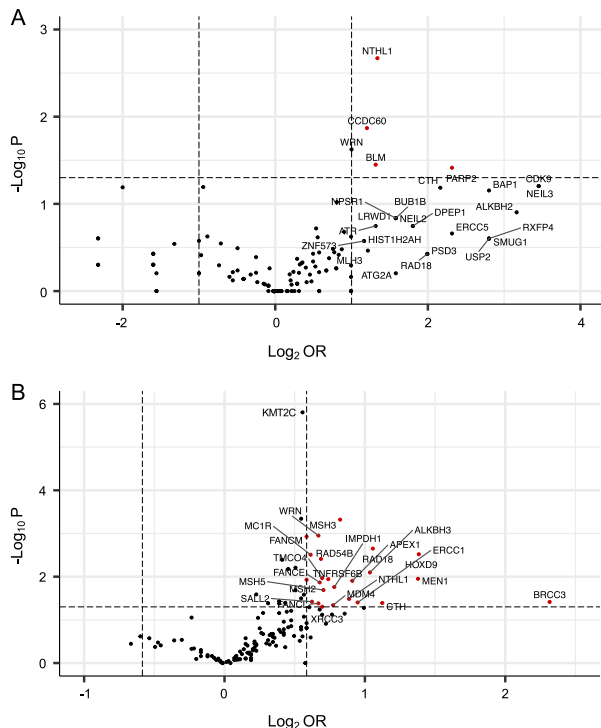 A
3
NTHL1
2
CCDC60
WRN
BLM
PARP2
CTH
BAP1
CDK9
NEIL3
1
NPSR1
BUB1B
ALKBH2
LRWD1
NEIL2
DPEP1
ATR
ZNF573
HIST1H2AH
ERCC5
RXFP4
SMUG1
MLH3
PSD3
USP2
RAD18
ATG2A
0
-Log10 P
-2
0
2
4
Log2 OR
B
6
KMT2C
4
WRN
MC1R
MSH3
IMPDH1
ALKBH3
FANCM
RAD54B
APEX1
ERCC1
TMCO4
RAD18
2
FANCE
TNFRSF6B
HOXD9
MSH5
MSH2
NTHL1
MEN1
SALL2
FANCL
MDM4
CTH
BRCC3
XRCC3
0
-Log10 P
-1
0
1
2
Log2 OR